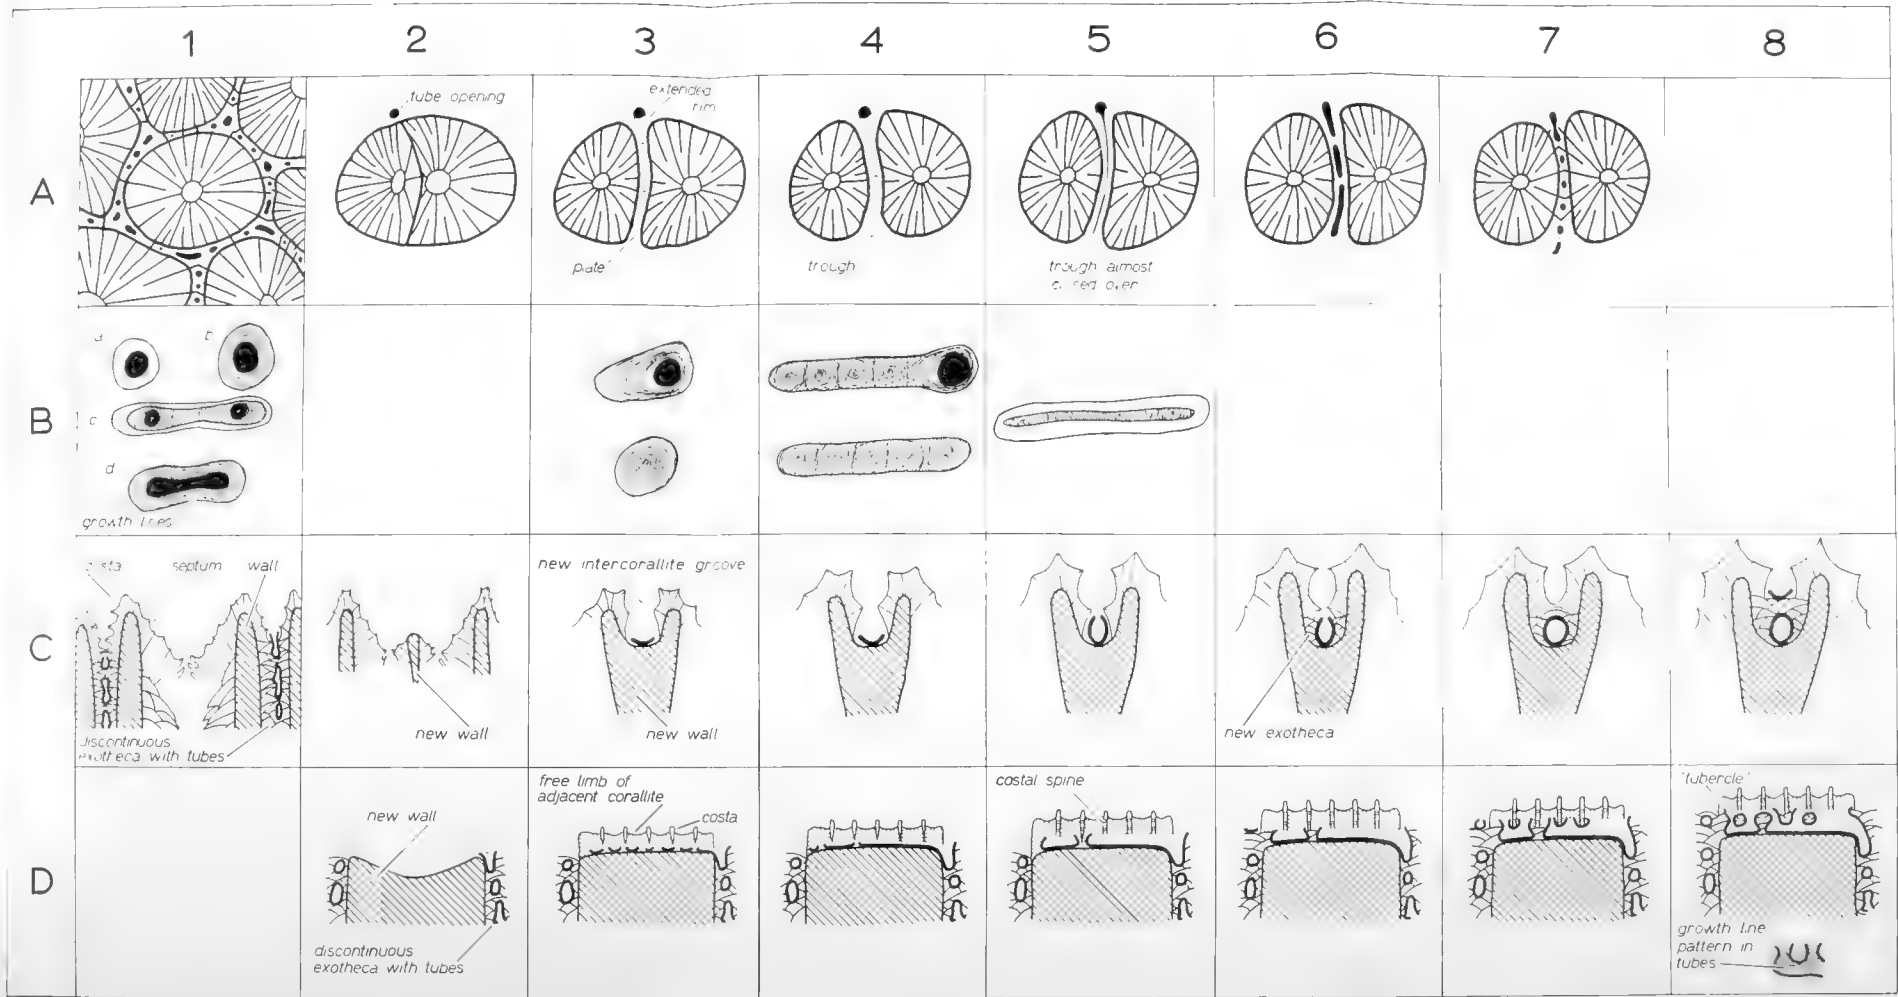 1 2 3 4 5 6 7 8
A
tube opening
extended
rim
plate
trough
trough almost
B
a b
c
d
growth lines
C
costa septum wall
discontinuous
exotheca with tubes
new wall
new intercorallite groove
new wall
new exotheca
D
new wall
discontinuous
exotheca with tubes
free limb of
adjacent corallite
costa
costal spine
'tubercle'
growth line
pattern in
tubes